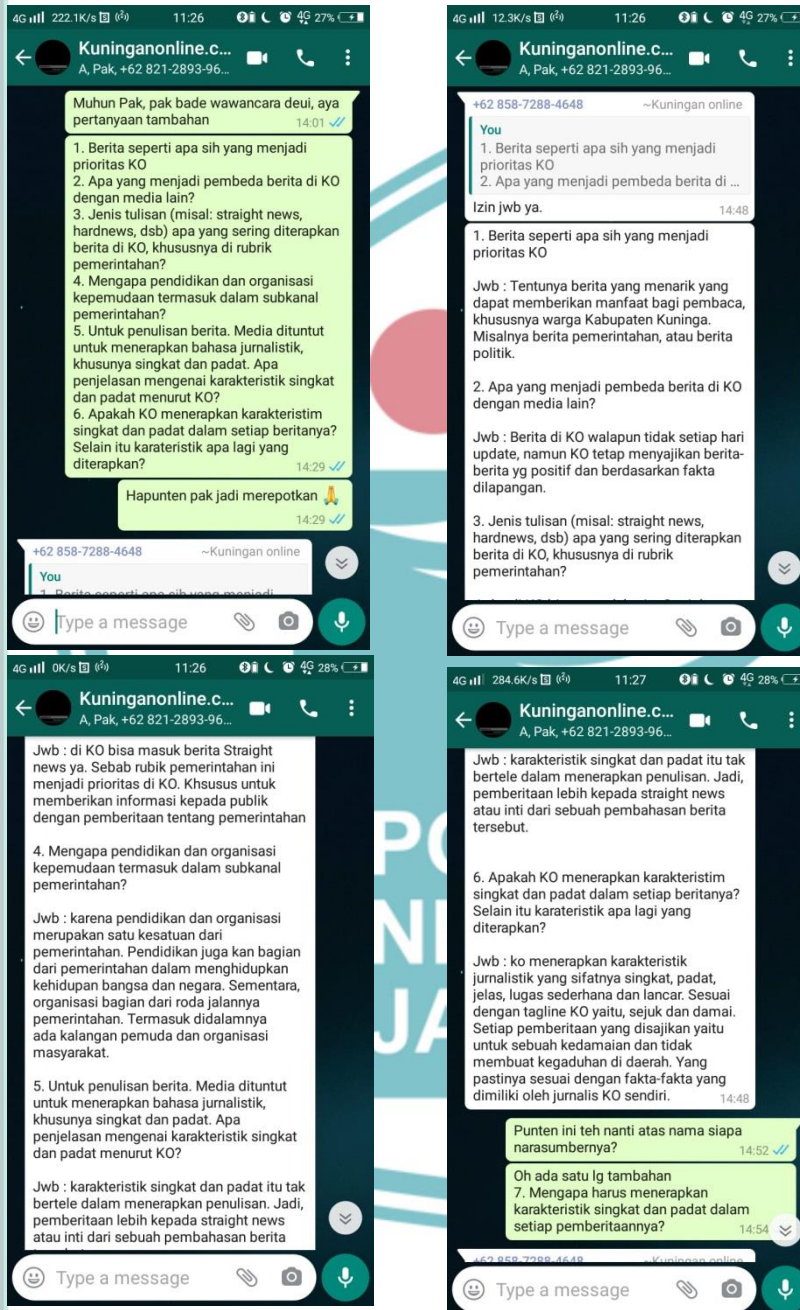 4G 222.1K/s 11:26 4G 27%
Kuninganonline.c...
A, Pak, +62 821-2893-96...
Muhun Pak, pak bade wawancara deui, aya
pertanyaan tambahan 14:01
1. Berita seperti apa sih yang menjadi
prioritas KO
2. Apa yang menjadi pembeda berita di KO
dengan media lain?
3. Jenis tulisan (misal: straight news,
hardnews, dsb) apa yang sering diterapkan
berita di KO, khususnya di rubrik
pemerintahan?
4. Mengapa pendidikan dan organisasi
kepemudaan termasuk dalam subkanal
pemerintahan?
5. Untuk penulisan berita. Media dituntut
untuk menerapkan bahasa jurnalistik,
khusunya singkat dan padat. Apa
penjelasan mengenai karakteristik singkat
dan padat menurut KO?
6. Apakah KO menerapkan karakteristim
singkat dan padat dalam setiap beritanya?
Selain itu karateristik apa lagi yang
diterapkan? 14:29
Hapunten pak jadi merepotkan 🙏
14:29
+62 858-7288-4648 ~Kuningan online
You
1. Berita seperti apa sih yang menjadi
Type a message
4G 12.3K/s 11:26 4G 27%
Kuninganonline.c...
A, Pak, +62 821-2893-96...
+62 858-7288-4648 ~Kuningan online
You
1. Berita seperti apa sih yang menjadi
prioritas KO
2. Apa yang menjadi pembeda berita di ...
Izin jwb ya. 14:48
1. Berita seperti apa sih yang menjadi
prioritas KO
Jwb : Tentunya berita yang menarik yang
dapat memberikan manfaat bagi pembaca,
khususnya warga Kabupaten Kuninga.
Misalnya berita pemerintahan, atau berita
politik.
2. Apa yang menjadi pembeda berita di KO
dengan media lain?
Jwb : Berita di KO walapun tidak setiap hari
update, namun KO tetap menyajikan berita-
berita yg positif dan berdasarkan fakta
dilapangan.
3. Jenis tulisan (misal: straight news,
hardnews, dsb) apa yang sering diterapkan
berita di KO, khususnya di rubrik
pemerintahan?
Type a message
4G 0K/s 11:26 4G 28%
Kuninganonline.c...
A, Pak, +62 821-2893-96...
Jwb : di KO bisa masuk berita Straight
news ya. Sebab rubik pemerintahan ini
menjadi prioritas di KO. Khsusus untuk
memberikan informasi kepada publik
dengan pemberitaan tentang pemerintahan
4. Mengapa pendidikan dan organisasi
kepemudaan termasuk dalam subkanal
pemerintahan?
Jwb : karena pendidikan dan organisasi
merupakan satu kesatuan dari
pemerintahan. Pendidikan juga kan bagian
dari pemerintahan dalam menghidupkan
kehidupan bangsa dan negara. Sementara,
organisasi bagian dari roda jalannya
pemerintahan. Termasuk didalamnya
ada kalangan pemuda dan organisasi
masyarakat.
5. Untuk penulisan berita. Media dituntut
untuk menerapkan bahasa jurnalistik,
khusunya singkat dan padat. Apa
penjelasan mengenai karakteristik singkat
dan padat menurut KO?
Jwb : karakteristik singkat dan padat itu tak
bertele dalam menerapkan penulisan. Jadi,
pemberitaan lebih kepada straight news
atau inti dari sebuah pembahasan berita
Type a message
4G 284.6K/s 11:27 4G 28%
Kuninganonline.c...
A, Pak, +62 821-2893-96...
Jwb : karakteristik singkat dan padat itu tak
bertele dalam menerapkan penulisan. Jadi,
pemberitaan lebih kepada straight news
atau inti dari sebuah pembahasan berita
tersebut.
6. Apakah KO menerapkan karakteristim
singkat dan padat dalam setiap beritanya?
Selain itu karateristik apa lagi yang
diterapkan?
Jwb : ko menerapkan karakteristik
jurnalistik yang sifatnya singkat, padat,
jelas, lugas sederhana dan lancar. Sesuai
dengan tagline KO yaitu, sejuk dan damai.
Setiap pemberitaan yang disajikan yaitu
untuk sebuah kedamaian dan tidak
membuat kegaduhan di daerah. Yang
pastinya sesuai dengan fakta-fakta yang
dimiliki oleh jurnalis KO sendiri. 14:48
Punten ini teh nanti atas nama siapa
narasumbernya? 14:52
Oh ada satu lg tambahan
7. Mengapa harus menerapkan
karakteristik singkat dan padat dalam
setiap pemberitaannya? 14:54
+62 858-7288-4648 ~Kuningan online
Type a message